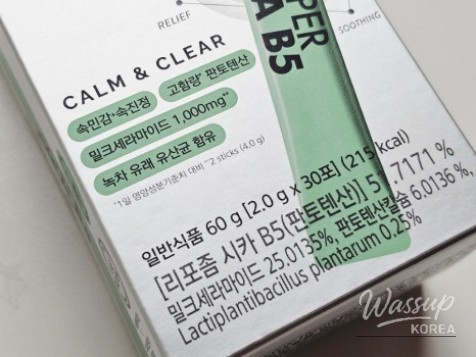 RELIEF
SOOTHING
PER
A B5
CALM & CLEAR
속민감+속진정 고함량* 판토텐산
밀크세라마이드 1,000mg**
녹차 유래 유산균 함유
*1일 영양성분기준치 대비 **2 sticks (4.0 g)
일반식품 60 g [2.0 g x 30포] (215 kcal)
[리포좀 시카 B5(판토텐산)] 5 .7171 %
밀크세라마이드 25.0135%, 판토텐산칼슘 6.0136 %,
Lactiplantibacillus plantarum 0.25%
Wassup
KOREA